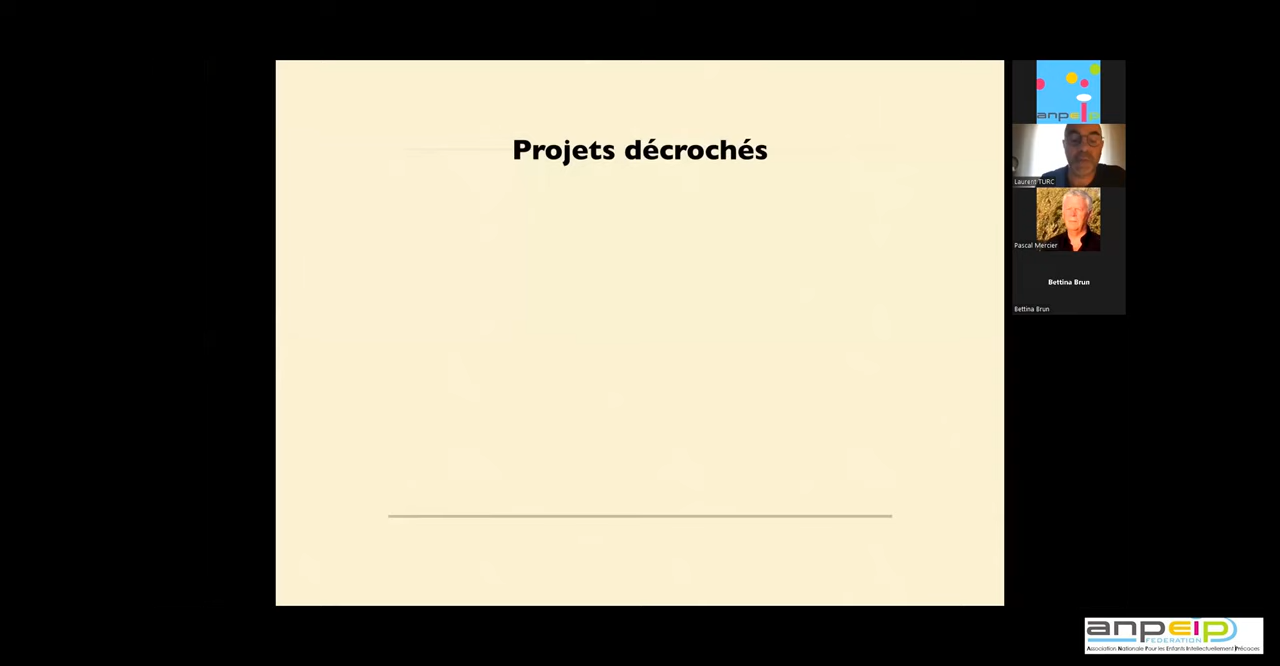 Projets décrochés
anpeip
Laurent TURC
Pascal Mercier
Bettina Brun
Bettina Brun
anpeip
FEDERATION
Association Nationale Pour les Enfants Intellectuellement Précoces